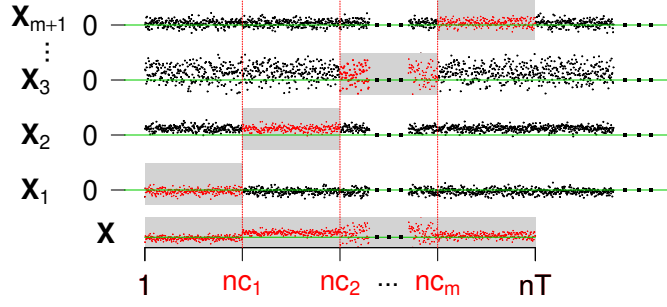 X_{m+1} 0
⋮
X_3 0
X_2 0
X_1 0
X
1 nc_1 nc_2 ... nc_m nT